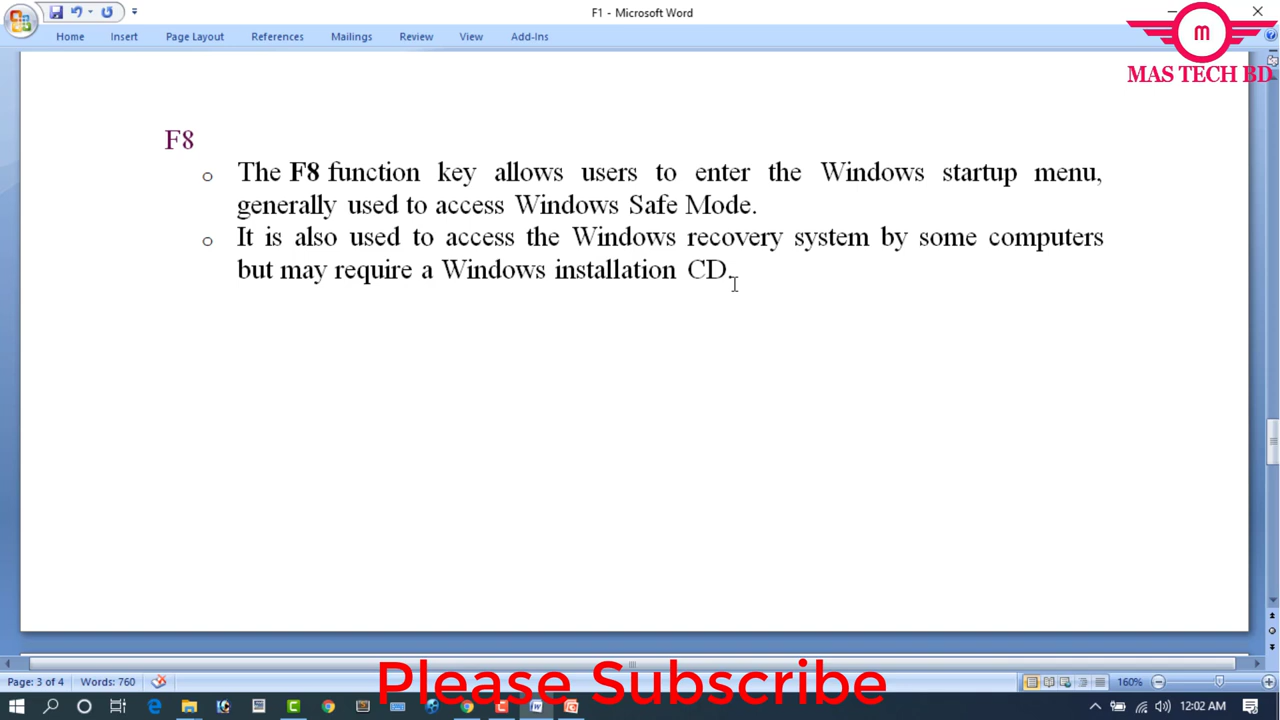 F1 - Microsoft Word
Home Insert Page Layout References Mailings Review View Add-Ins
M
MAS TECH BD
F8
o The F8 function key allows users to enter the Windows startup menu,
generally used to access Windows Safe Mode.
o It is also used to access the Windows recovery system by some computers
but may require a Windows installation CD.
Please Subscribe
Page: 3 of 4 Words: 760 160%
12:02 AM